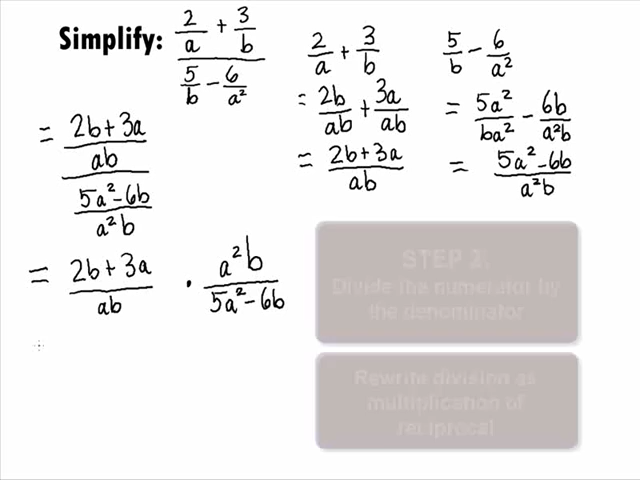 Simplify: (2/a + 3/b)/(5/b - 6/a²)
2/a + 3/b
= 2b/ab + 3a/ab
= (2b + 3a)/ab
5/b - 6/a²
= 5a²/ba² - 6b/a²b
= (5a² - 6b)/a²b
= ((2b + 3a)/ab)/((5a² - 6b)/a²b)
= (2b + 3a)/ab · a²b/(5a² - 6b)
STEP 2
Divide the numerator by
the denominator
Rewrite division as
multiplication of
reciprocal